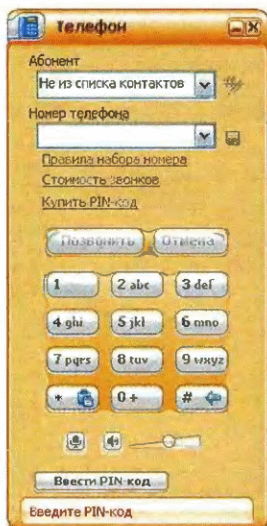 Телефон
Абонент
Не из списка контактов
Номер телефона
Правила набора номера
Стоимость звонков
Купить PIN-код
Позвонить Отмена
1 2 abc 3 def
4 ghi 5 jkl 6 mno
7 pqrs 8 tuv 9 wxyz
* 0 + #
Ввести PIN-код
Введите PIN-код